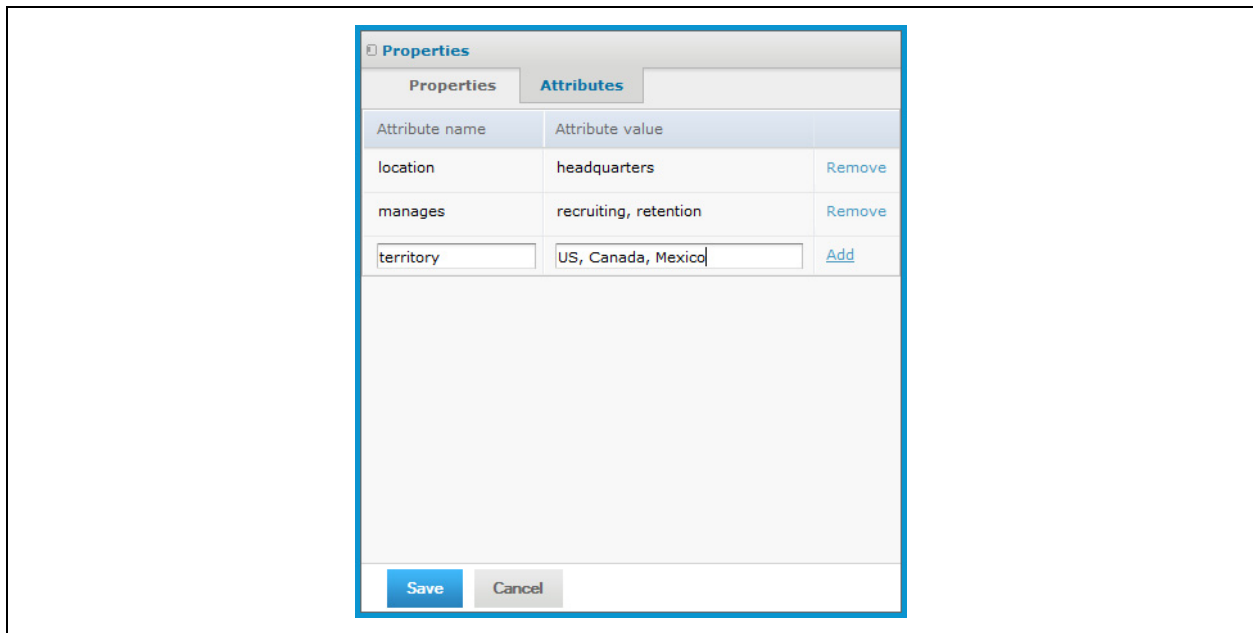 Properties
Properties Attributes
Attribute name Attribute value
location headquarters Remove
manages recruiting, retention Remove
territory US, Canada, Mexico Add
Save Cancel